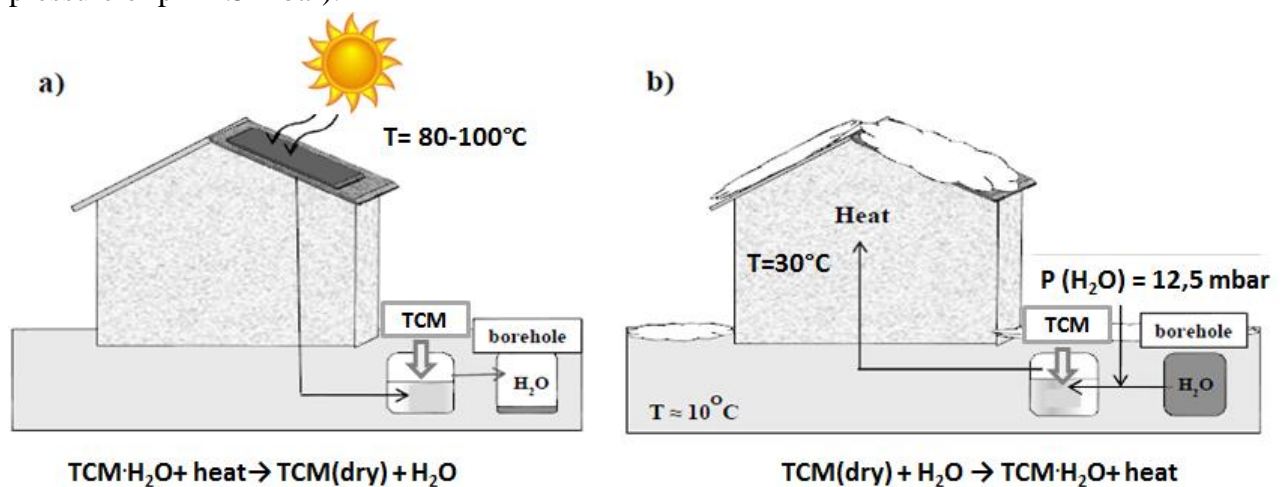 a)
T= 80-100°C
TCM
borehole
H₂O
TCM·H₂O+ heat→ TCM(dry) + H₂O
b)
Heat
T=30°C
P (H₂O) = 12,5 mbar
TCM
borehole
H₂O
T ≈ 10°C
TCM(dry) + H₂O → TCM·H₂O+ heat